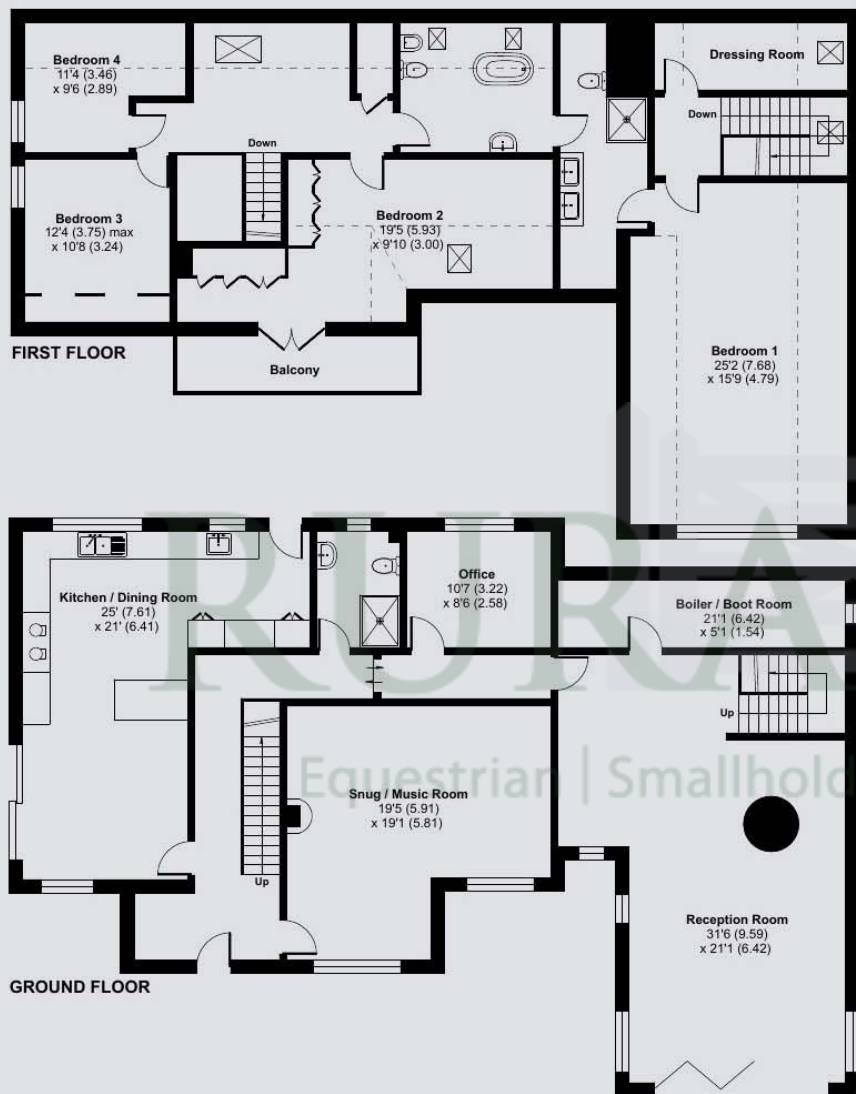 Bedroom 4
11'4 (3.46)
x 9'6 (2.89)
Dressing Room
Down
Down
Bedroom 3
12'4 (3.75) max
x 10'8 (3.24)
Bedroom 2
19'5 (5.93)
x 9'10 (3.00)
FIRST FLOOR
Balcony
Bedroom 1
25'2 (7.68)
x 15'9 (4.79)
RURA
Kitchen / Dining Room
25' (7.61)
x 21' (6.41)
Office
10'7 (3.22)
x 8'6 (2.58)
Boiler / Boot Room
21'1 (6.42)
x 5'1 (1.54)
Up
Equestrian | Smallhold
Snug / Music Room
19'5 (5.91)
x 19'1 (5.81)
Up
Reception Room
31'6 (9.59)
x 21'1 (6.42)
GROUND FLOOR